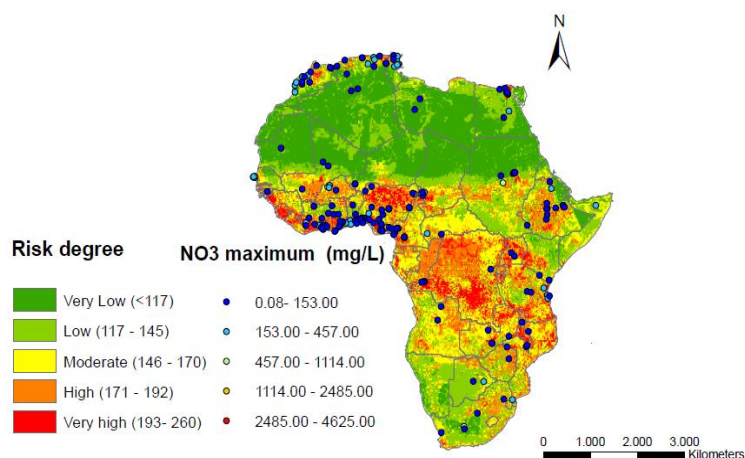 N
Risk degree
Very Low (<117)
Low (117 - 145)
Moderate (146 - 170)
High (171 - 192)
Very high (193- 260)
NO3 maximum (mg/L)
0.08- 153.00
153.00 - 457.00
457.00 - 1114.00
1114.00 - 2485.00
2485.00 - 4625.00
0 1.000 2.000 3.000
Kilometers